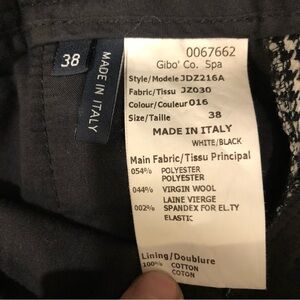 38
MADE IN ITALY
0067662
Gibo' Co. Spa
Style/Modele JDZ216A
Fabric/Tissu JZ030
Colour/Couleur 016
Size/Taille 38
MADE IN ITALY
WHITE/BLACK
Main Fabric/Tissu Principal
054% POLYESTER
POLYESTER
044% VIRGIN WOOL
LAINE VIERGE
002% SPANDEX FOR EL.TY
ELASTIC
Lining/Doublure
100% COTTON
COTON